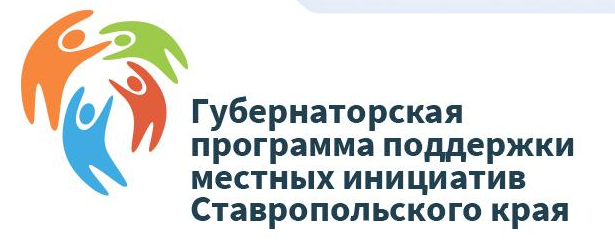 Губернаторская
программа поддержки
местных инициатив
Ставропольского края